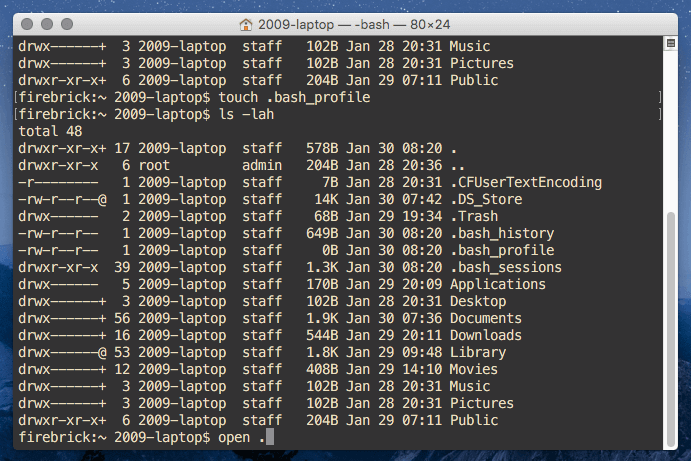 2009-laptop — -bash — 80×24
drwx------+  3 2009-laptop  staff   102B Jan 28 20:31 Music
drwx------+  3 2009-laptop  staff   102B Jan 28 20:31 Pictures
drwxr-xr-x+  6 2009-laptop  staff   204B Jan 29 07:11 Public
[firebrick:~ 2009-laptop$ touch .bash_profile ]
[firebrick:~ 2009-laptop$ ls -lah ]
total 48
drwxr-xr-x+ 17 2009-laptop  staff   578B Jan 30 08:20 .
drwxr-xr-x   6 root         admin   204B Jan 28 20:36 ..
-r--------   1 2009-laptop  staff     7B Jan 28 20:31 .CFUserTextEncoding
-rw-r--r--@  1 2009-laptop  staff    14K Jan 30 07:42 .DS_Store
drwx------   2 2009-laptop  staff    68B Jan 29 19:34 .Trash
-rw-r--r--   1 2009-laptop  staff   649B Jan 30 08:20 .bash_history
-rw-r--r--   1 2009-laptop  staff     0B Jan 30 08:20 .bash_profile
drwxr-xr-x  39 2009-laptop  staff   1.3K Jan 30 08:20 .bash_sessions
drwx------   5 2009-laptop  staff   170B Jan 29 20:09 Applications
drwx------+  3 2009-laptop  staff   102B Jan 28 20:31 Desktop
drwx------+ 56 2009-laptop  staff   1.9K Jan 30 07:36 Documents
drwx------+ 16 2009-laptop  staff   544B Jan 29 20:11 Downloads
drwx------@ 53 2009-laptop  staff   1.8K Jan 29 09:48 Library
drwx------+ 12 2009-laptop  staff   408B Jan 29 14:10 Movies
drwx------+  3 2009-laptop  staff   102B Jan 28 20:31 Music
drwx------+  3 2009-laptop  staff   102B Jan 28 20:31 Pictures
drwxr-xr-x+  6 2009-laptop  staff   204B Jan 29 07:11 Public
firebrick:~ 2009-laptop$ open .